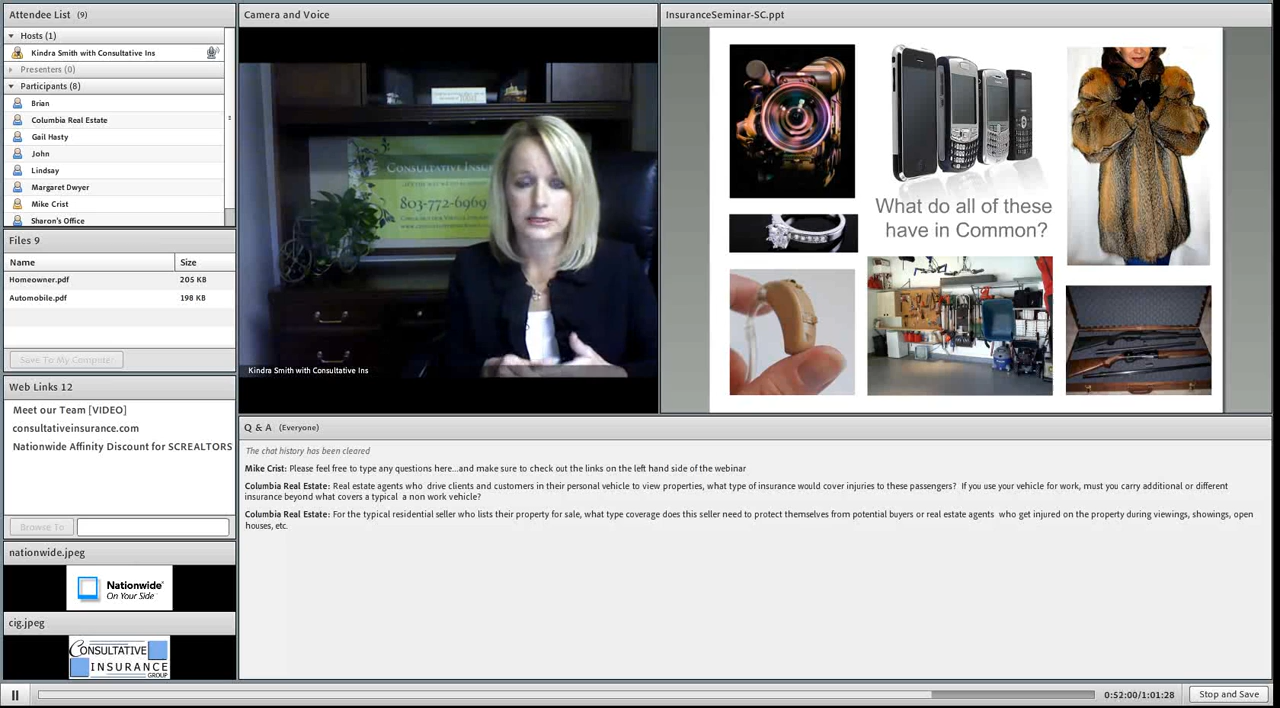 Attendee List (9)
Hosts (1)
Kindra Smith with Consultative Ins
Presenters (0)
Participants (8)
Brian
Columbia Real Estate
Gail Hasty
John
Lindsay
Margaret Dwyer
Mike Crist
Sharon's Office
Files 9
Name Size
Homeowner.pdf 205 KB
Automobile.pdf 198 KB
Save To My Computer
Web Links 12
Meet our Team [VIDEO]
consultativeinsurance.com
Nationwide Affinity Discount for SCREALTORS
Browse To
nationwide.jpeg
Nationwide®
On Your Side
cig.jpeg
CONSULTATIVE
INSURANCE
GROUP
Camera and Voice
CONSULTATIVE INSU
803-772-6969
Kindra Smith with Consultative Ins
InsuranceSeminar-SC.ppt
What do all of these
have in Common?
Q & A (Everyone)
The chat history has been cleared
Mike Crist: Please feel free to type any questions here...and make sure to check out the links on the left hand side of the webinar
Columbia Real Estate: Real estate agents who drive clients and customers in their personal vehicle to view properties, what type of insurance would cover injuries to these passengers? If you use your vehicle for work, must you carry additional or different
insurance beyond what covers a typical a non work vehicle?
Columbia Real Estate: For the typical residential seller who lists their property for sale, what type coverage does this seller need to protect themselves from potential buyers or real estate agents who get injured on the property during viewings, showings, open
houses, etc.
0:52:00/1:01:28
Stop and Save